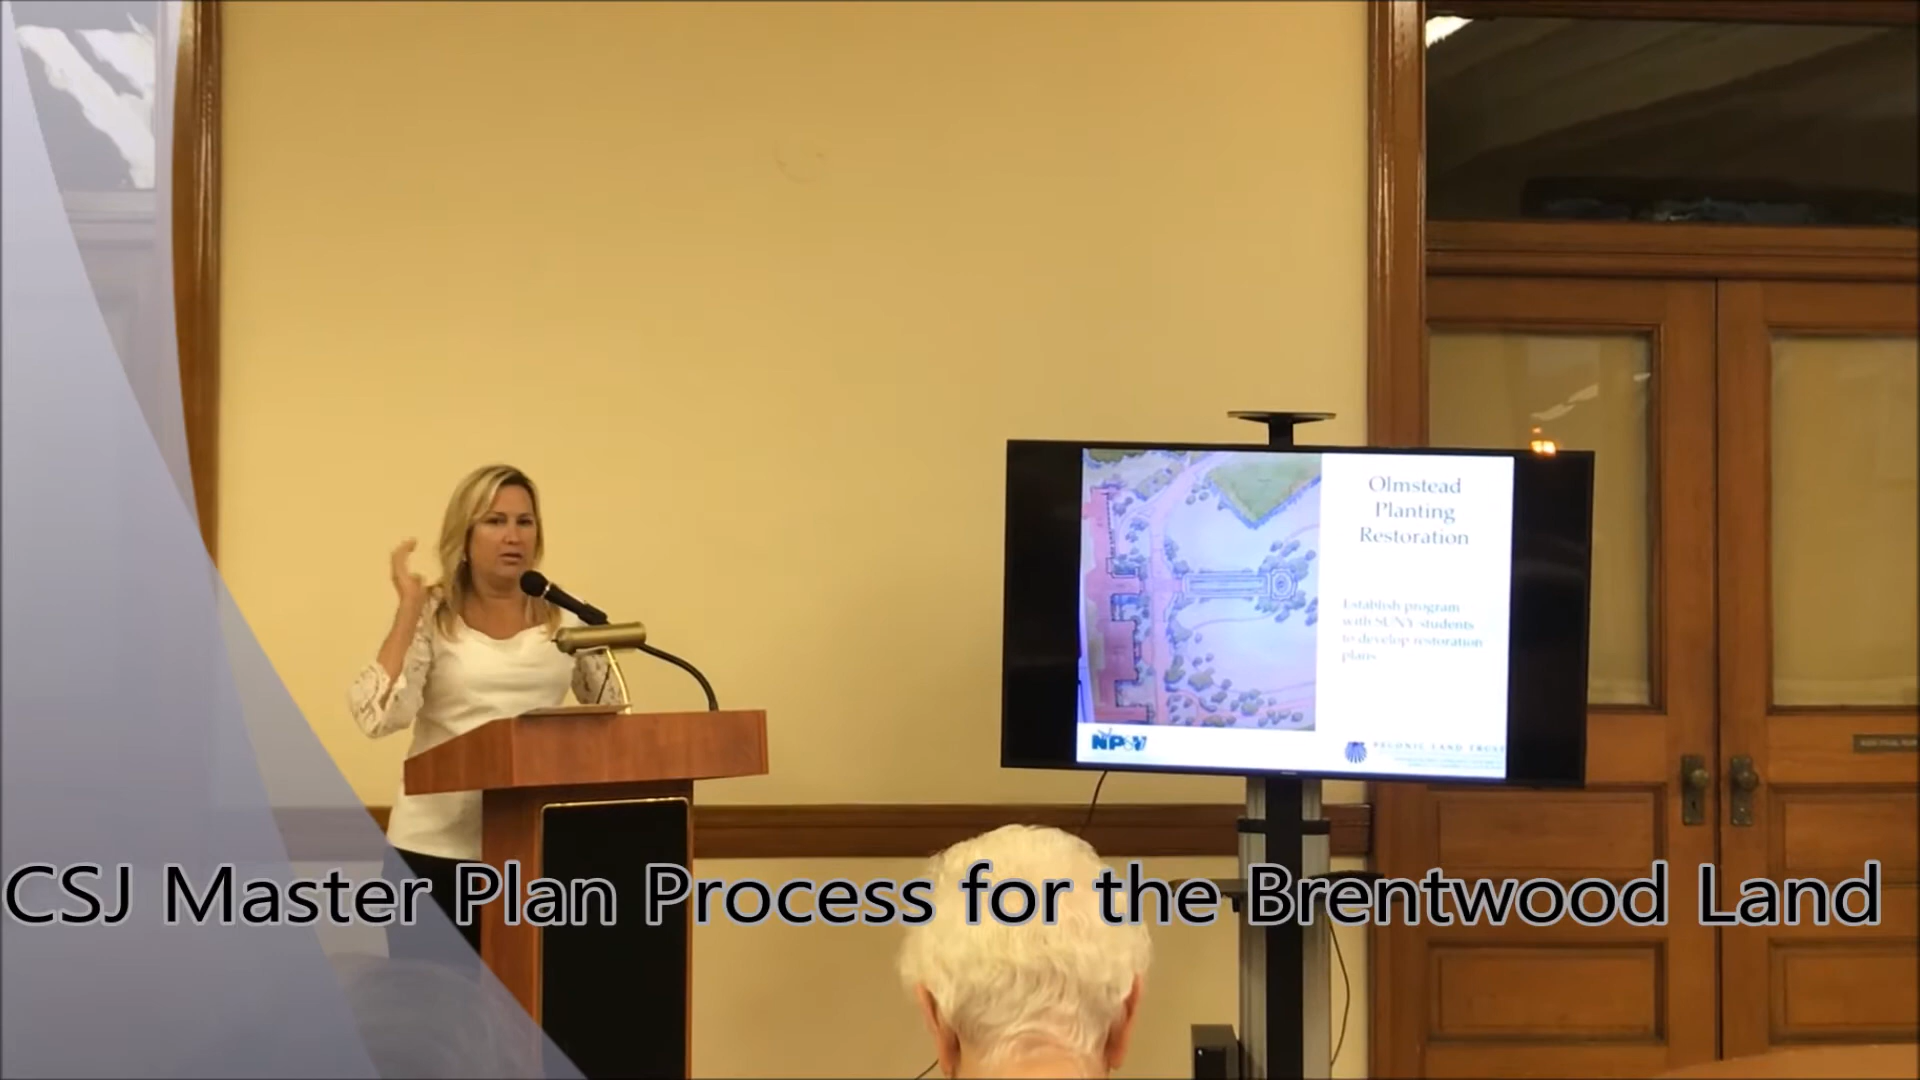 Olmstead
Planting
Restoration
Establish program
with SUNY students
to develop restoration
plans
NPV
PECONIC LAND TRUST
CSJ Master Plan Process for the Brentwood Land